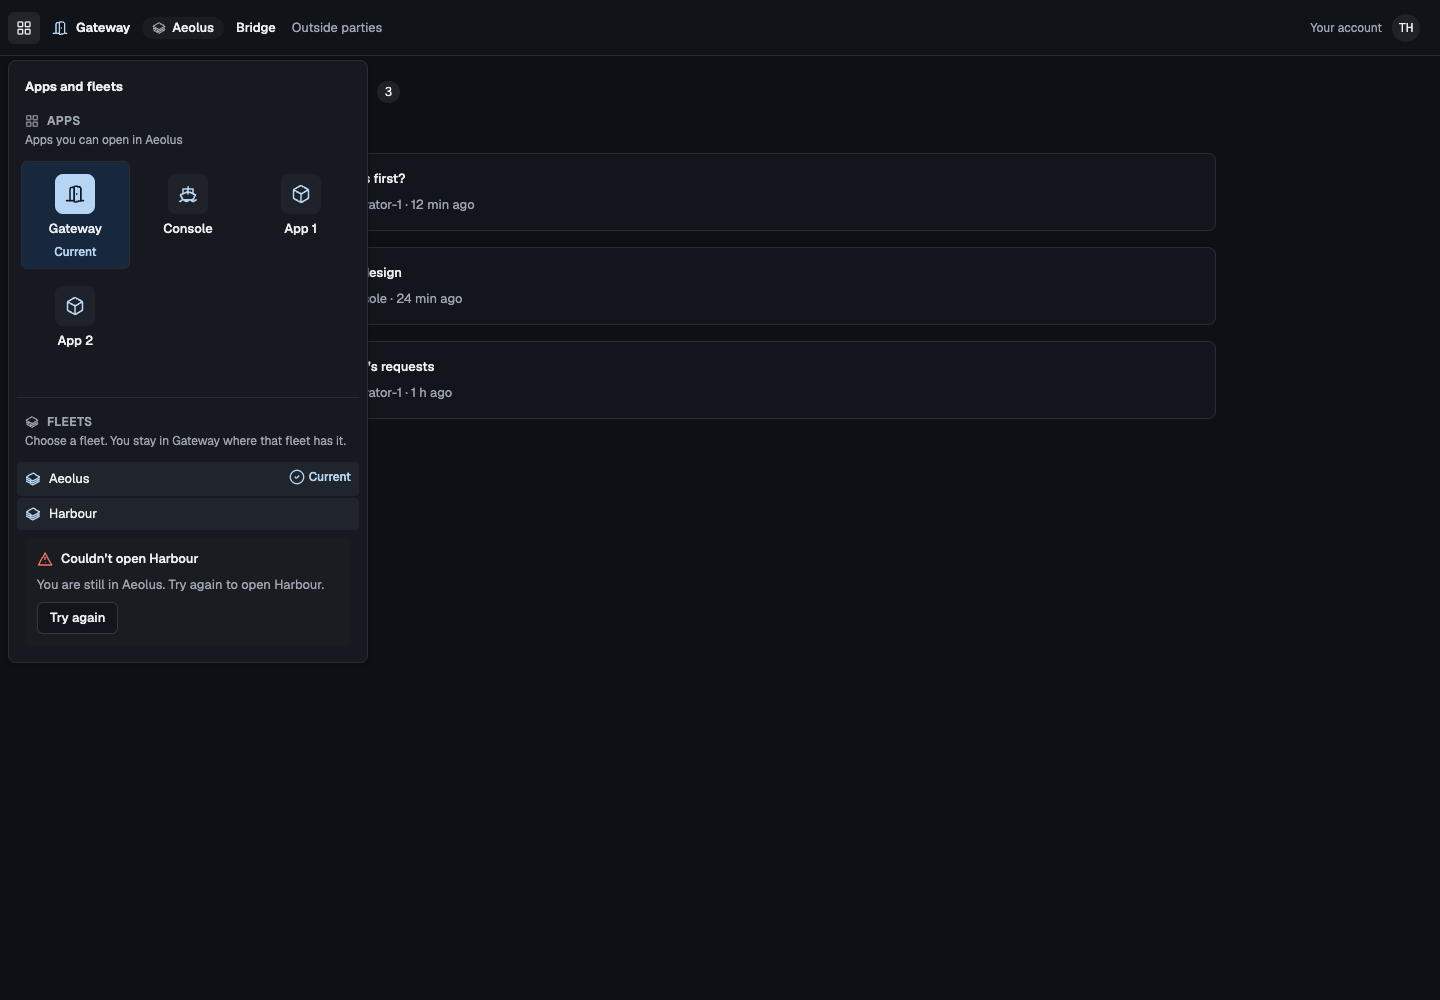 Gateway
Aeolus
Bridge
Outside parties
Your account
TH
Apps and fleets
3
APPS
Apps you can open in Aeolus
Gateway
Current
Console
App 1
App 2
first?
ator-1 · 12 min ago
esign
ole · 24 min ago
's requests
ator-1 · 1 h ago
FLEETS
Choose a fleet. You stay in Gateway where that fleet has it.
Aeolus
Current
Harbour
Couldn't open Harbour
You are still in Aeolus. Try again to open Harbour.
Try again